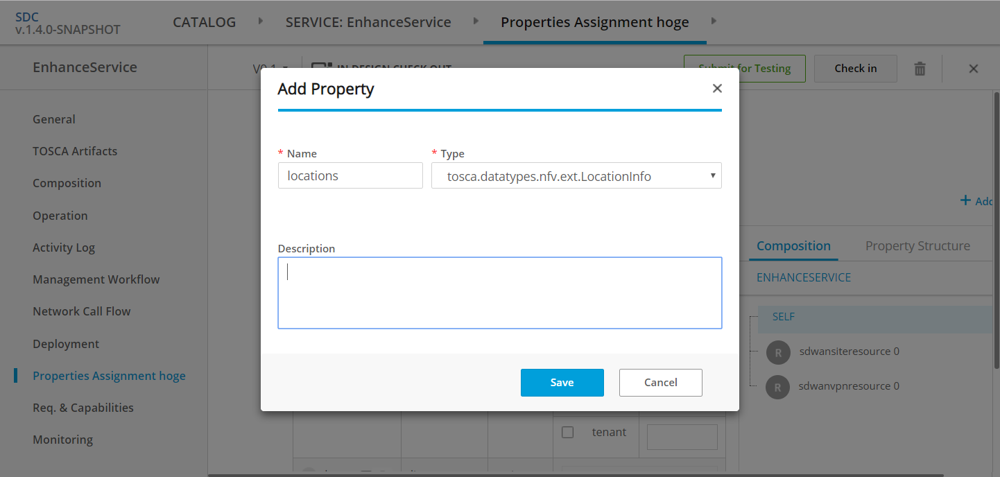 SDC
v.1.4.0-SNAPSHOT
CATALOG
SERVICE: EnhanceService
Properties Assignment hoge
EnhanceService
V0.1
IN DESIGN CHECK OUT
Submit for Testing
Check in
General
TOSCA Artifacts
Composition
Operation
Activity Log
Management Workflow
Network Call Flow
Deployment
Properties Assignment hoge
Req. & Capabilities
Monitoring
Add Property
* Name
* Type
locations
tosca.datatypes.nfv.ext.LocationInfo
Description
Save
Cancel
+ Add
Composition
Property Structure
ENHANCESERVICE
SELF
R
sdwansiteresource 0
R
sdwanvpnresource 0
tenant